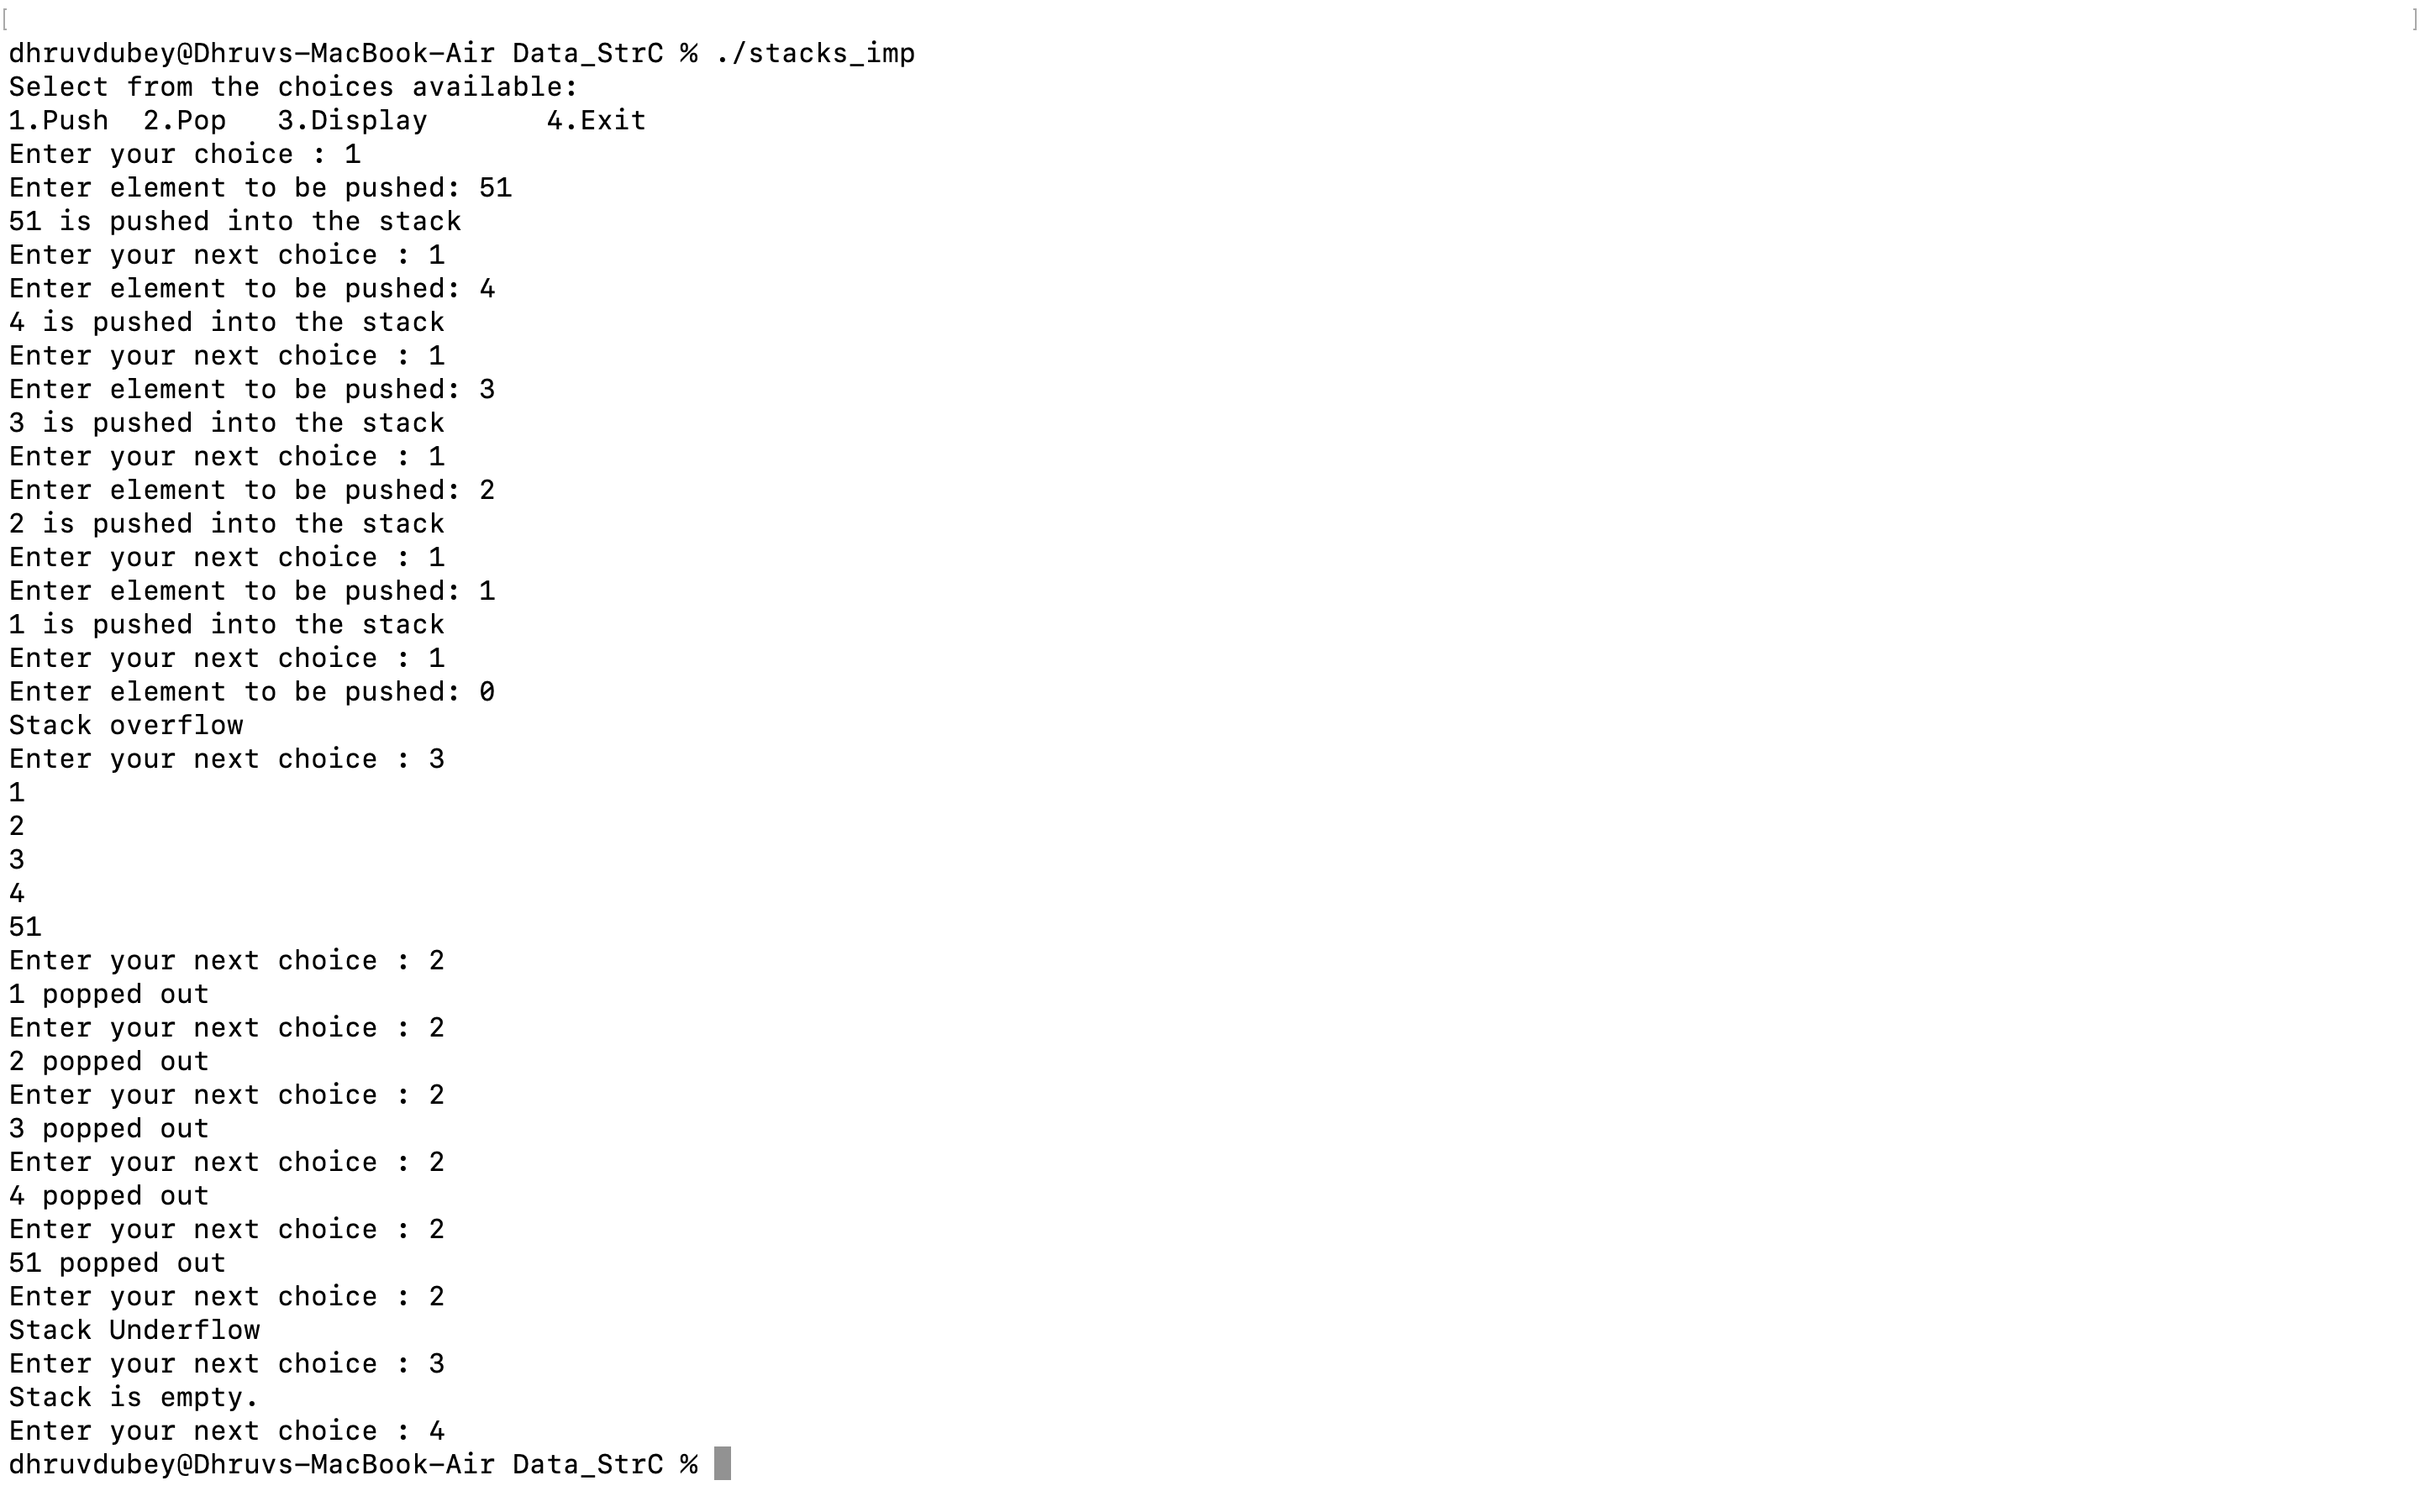 [ ]
dhruvdubey@Dhruvs-MacBook-Air Data_StrC % ./stacks_imp
Select from the choices available:
1.Push  2.Pop   3.Display       4.Exit
Enter your choice : 1
Enter element to be pushed: 51
51 is pushed into the stack
Enter your next choice : 1
Enter element to be pushed: 4
4 is pushed into the stack
Enter your next choice : 1
Enter element to be pushed: 3
3 is pushed into the stack
Enter your next choice : 1
Enter element to be pushed: 2
2 is pushed into the stack
Enter your next choice : 1
Enter element to be pushed: 1
1 is pushed into the stack
Enter your next choice : 1
Enter element to be pushed: 0
Stack overflow
Enter your next choice : 3
1
2
3
4
51
Enter your next choice : 2
1 popped out
Enter your next choice : 2
2 popped out
Enter your next choice : 2
3 popped out
Enter your next choice : 2
4 popped out
Enter your next choice : 2
51 popped out
Enter your next choice : 2
Stack Underflow
Enter your next choice : 3
Stack is empty.
Enter your next choice : 4
dhruvdubey@Dhruvs-MacBook-Air Data_StrC %